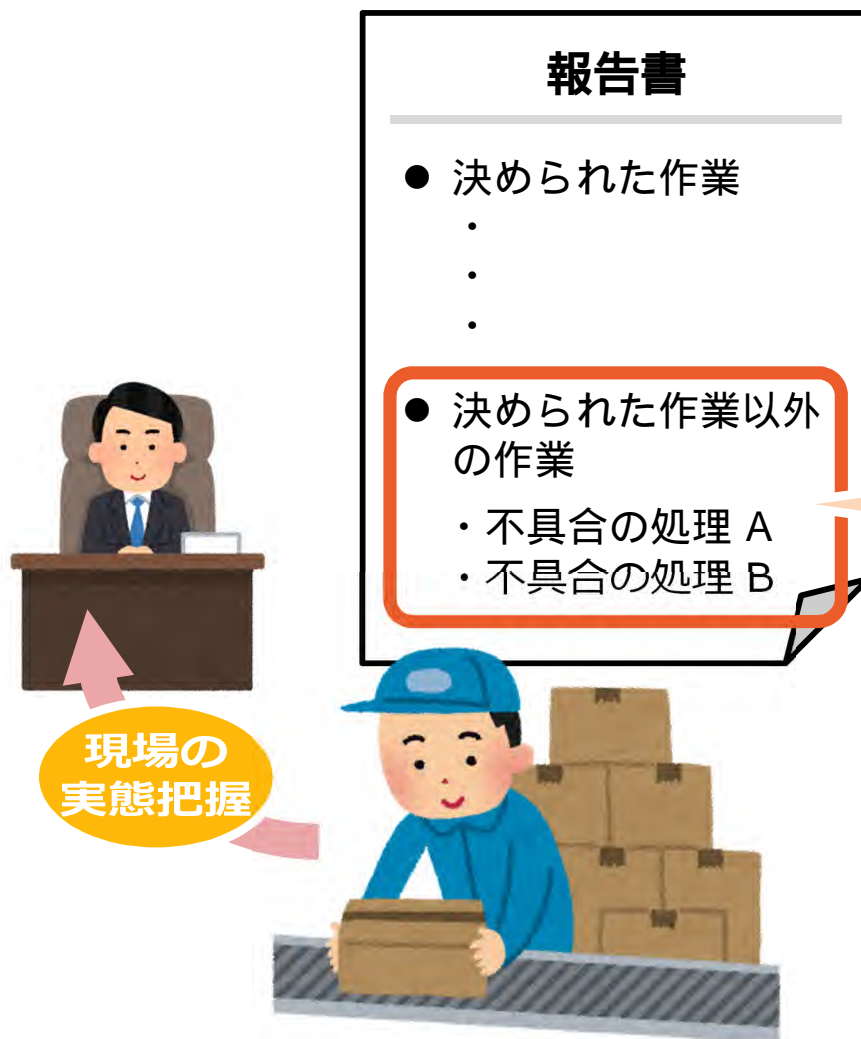 報告書
● 決められた作業
・
・
・
● 決められた作業以外
の作業
・不具合の処理 A
・不具合の処理 B
現場の
実態把握